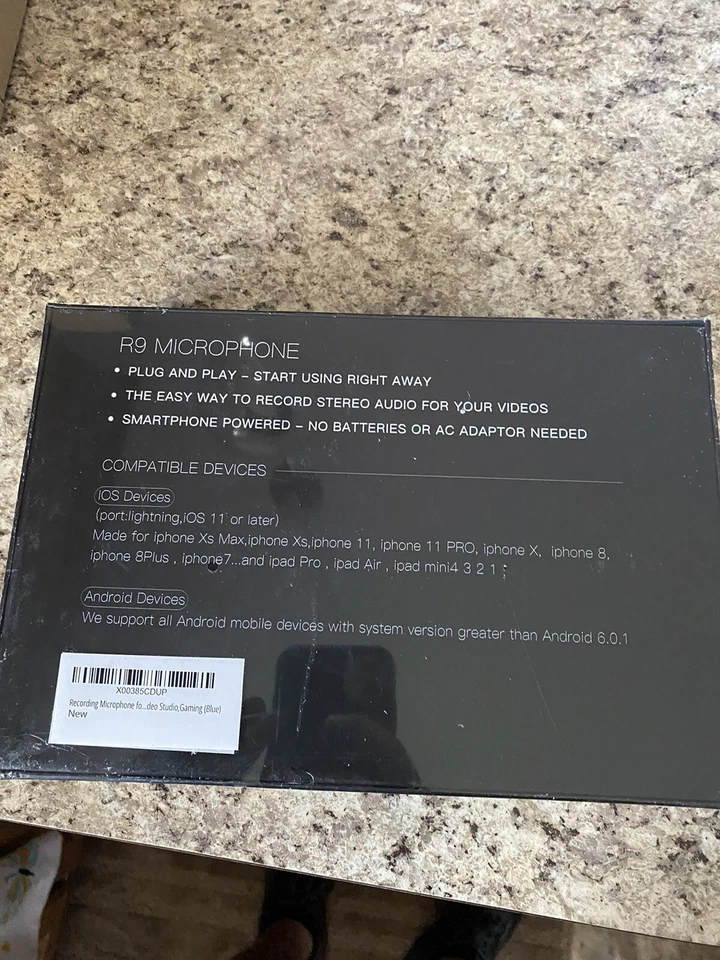 R9 MICROPHONE
• PLUG AND PLAY – START USING RIGHT AWAY
• THE EASY WAY TO RECORD STEREO AUDIO FOR YOUR VIDEOS
• SMARTPHONE POWERED – NO BATTERIES OR AC ADAPTOR NEEDED
COMPATIBLE DEVICES
IOS Devices
(port:lightning,iOS 11 or later)
Made for iphone Xs Max,iphone Xs,iphone 11, iphone 11 PRO, iphone X, iphone 8,
iphone 8Plus , iphone7...and ipad Pro , ipad Air , ipad mini4 3 2 1 ;
Android Devices
We support all Android mobile devices with system version greater than Android 6.0.1
X00385CDUP
Recording Microphone fo...deo Studio,Gaming (Blue)
New